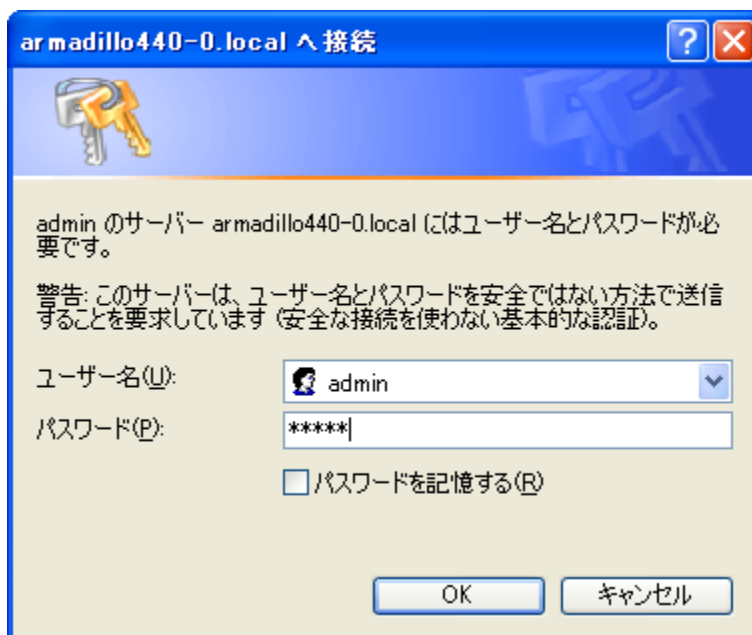 armadillo440-0.local へ接続
admin のサーバー armadillo440-0.local にはユーザー名とパスワードが必
要です。
警告: このサーバーは、ユーザー名とパスワードを安全ではない方法で送信
することを要求しています (安全な接続を使わない基本的な認証)。
ユーザー名(U):
admin
パスワード(P):
*****
パスワードを記憶する(R)
OK
キャンセル